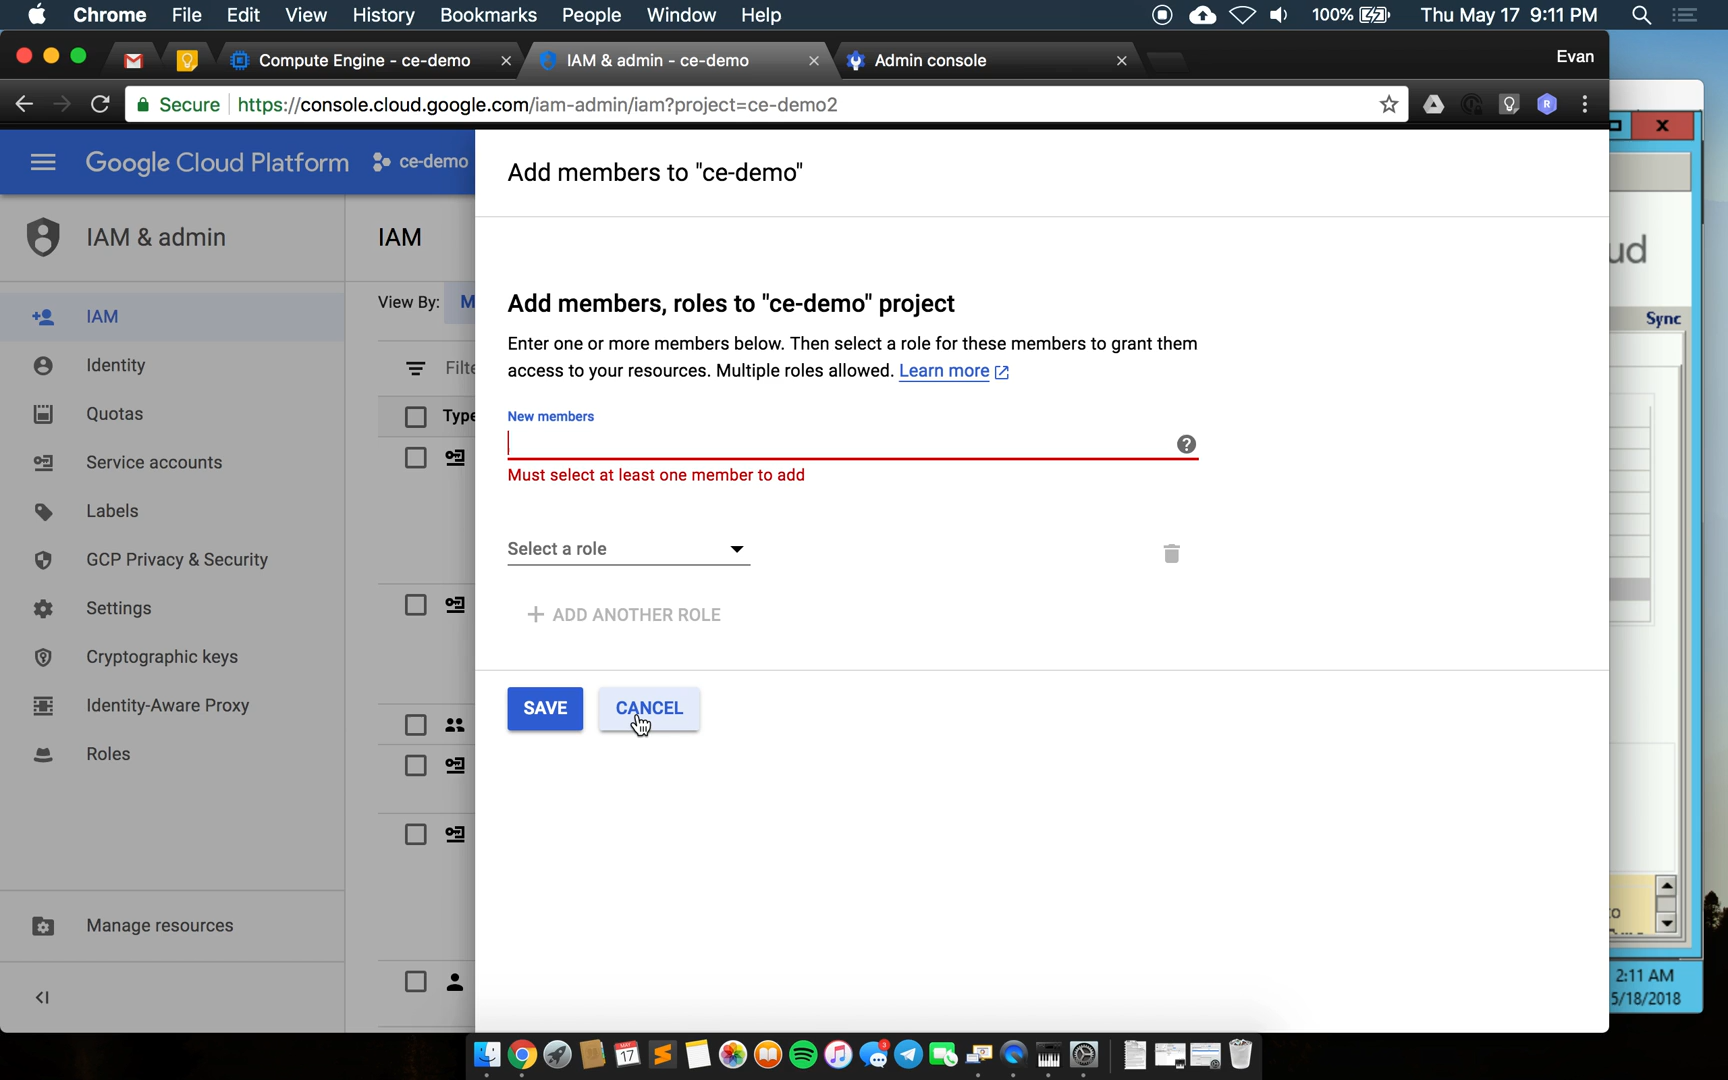 Chrome File Edit View History Bookmarks People Window Help 100% Thu May 17 9:11 PM
Compute Engine - ce-demo IAM & admin - ce-demo Admin console Evan
Secure https://console.cloud.google.com/iam-admin/iam?project=ce-demo2
Google Cloud Platform ce-demo
Add members to "ce-demo"
IAM & admin
IAM
IAM
Identity
Quotas
Service accounts
Labels
GCP Privacy & Security
Settings
Cryptographic keys
Identity-Aware Proxy
Roles
Manage resources
View By: M
Filte
Type
Add members, roles to "ce-demo" project
Enter one or more members below. Then select a role for these members to grant them
access to your resources. Multiple roles allowed. Learn more
New members
Must select at least one member to add
Select a role
ADD ANOTHER ROLE
SAVE CANCEL
ud
Sync
2:11 AM
5/18/2018
MAY
17
3